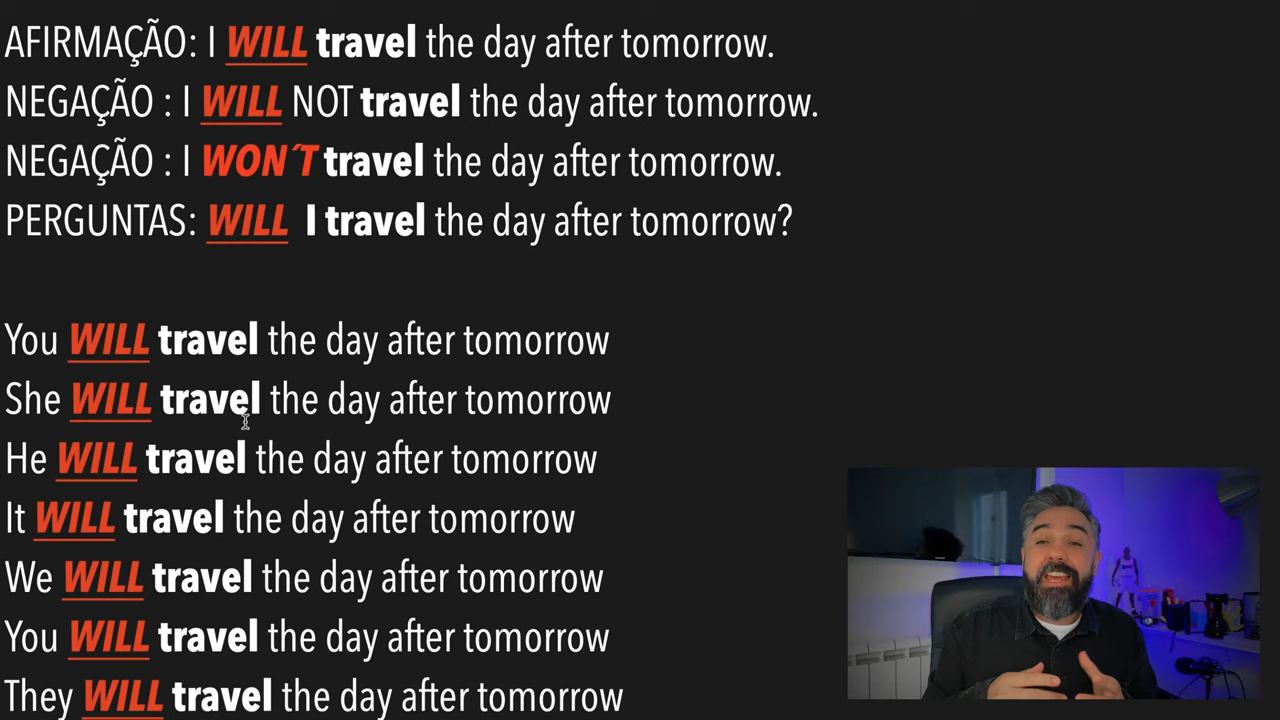 AFIRMAÇÃO: I WILL travel the day after tomorrow.
NEGAÇÃO : I WILL NOT travel the day after tomorrow.
NEGAÇÃO : I WON´T travel the day after tomorrow.
PERGUNTAS: WILL I travel the day after tomorrow?
You WILL travel the day after tomorrow
She WILL travel the day after tomorrow
He WILL travel the day after tomorrow
It WILL travel the day after tomorrow
We WILL travel the day after tomorrow
You WILL travel the day after tomorrow
They WILL travel the day after tomorrow